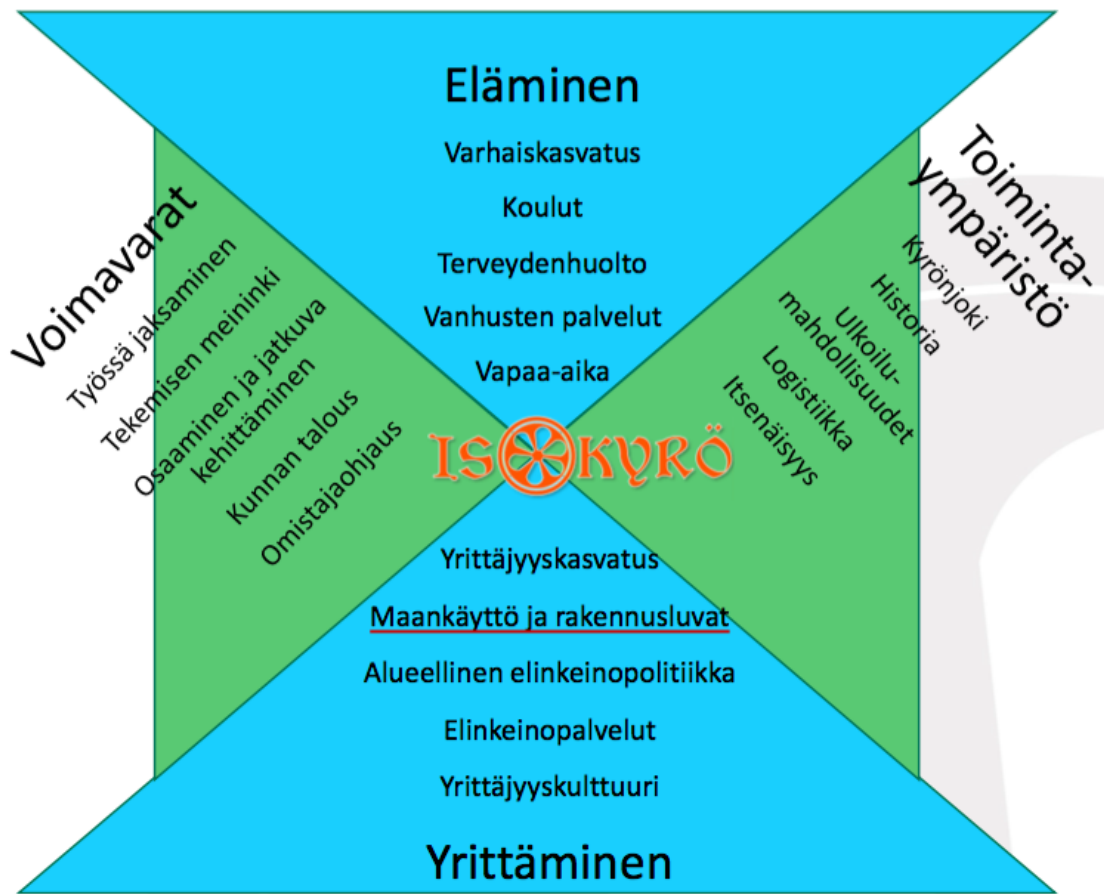 Eläminen
Varhaiskasvatus
Koulut
Terveydenhuolto
Vanhusten palvelut
Vapaa-aika
Voimavarat
Työssä jaksaminen
Tekemisen meininki
Osaaminen ja jatkuva
kehittäminen
Kunnan talous
Omistajaohjaus
Toiminta-
ympäristö
Kyrönjoki
Historja
Ulkoilu-
mahdollisuudet
Logistiikka
Itsenäisyys
ISOKYRÖ
Yrittäjyyskasvatus
Maankäyttö ja rakennusluvat
Alueellinen elinkeinopolitiikka
Elinkeinopalvelut
Yrittäjyyskulttuuri
Yrittäminen